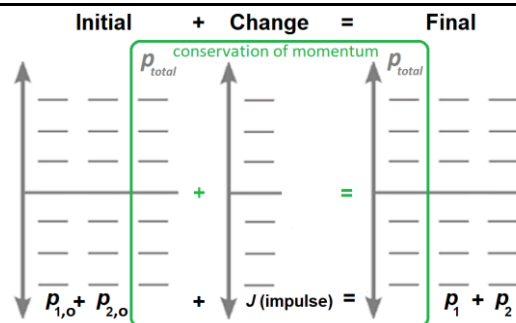 Initial + Change = Final
conservation of momentum
p_total p_total
+ =
p_1,o + p_2,o + J (impulse) = p_1 + p_2